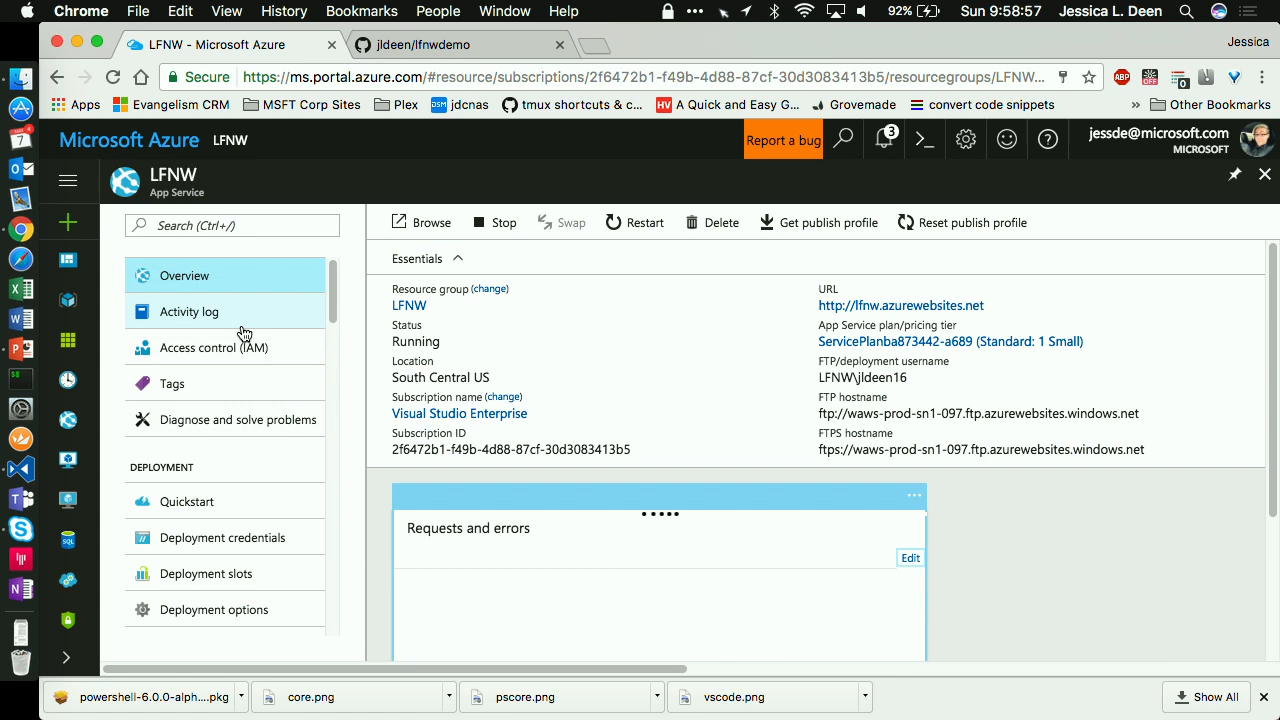 Chrome File Edit View History Bookmarks People Window Help 92% Sun 9:58:57 Jessica L. Deen
LFNW - Microsoft Azure jldeen/lfnwdemo Jessica
Secure https://ms.portal.azure.com/#resource/subscriptions/2f6472b1-f49b-4d88-87cf-30d3083413b5/resourcegroups/LFNW...
Apps Evangelism CRM MSFT Corp Sites Plex jdcnas tmux shortcuts & c... A Quick and Easy G... Grovemade convert code snippets » Other Bookmarks
Microsoft Azure LFNW Report a bug 3 jessde@microsoft.com
MICROSOFT
LFNW
App Service
Search (Ctrl+/)
Browse Stop Swap Restart Delete Get publish profile Reset publish profile
Overview
Activity log
Access control (IAM)
Tags
Diagnose and solve problems
DEPLOYMENT
Quickstart
Deployment credentials
Deployment slots
Deployment options
Essentials
Resource group (change)
LFNW
Status
Running
Location
South Central US
Subscription name (change)
Visual Studio Enterprise
Subscription ID
2f6472b1-f49b-4d88-87cf-30d3083413b5
URL
http://lfnw.azurewebsites.net
App Service plan/pricing tier
ServicePlanba873442-a689 (Standard: 1 Small)
FTP/deployment username
LFNW\jldeen16
FTP hostname
ftp://waws-prod-sn1-097.ftp.azurewebsites.windows.net
FTPS hostname
ftps://waws-prod-sn1-097.ftp.azurewebsites.windows.net
Requests and errors
Edit
powershell-6.0.0-alph....pkg core.png pscore.png vscode.png Show All